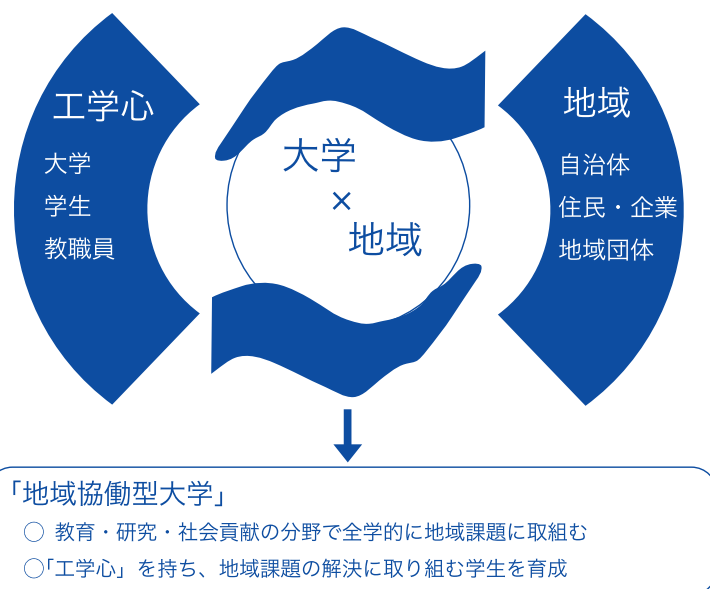 工学心
大学
学生
教職員
大学
×
地域
地域
自治体
住民・企業
地域団体
「地域協働型大学」
○ 教育・研究・社会貢献の分野で全学的に地域課題に取組む
○「工学心」を持ち、地域課題の解決に取り組む学生を育成